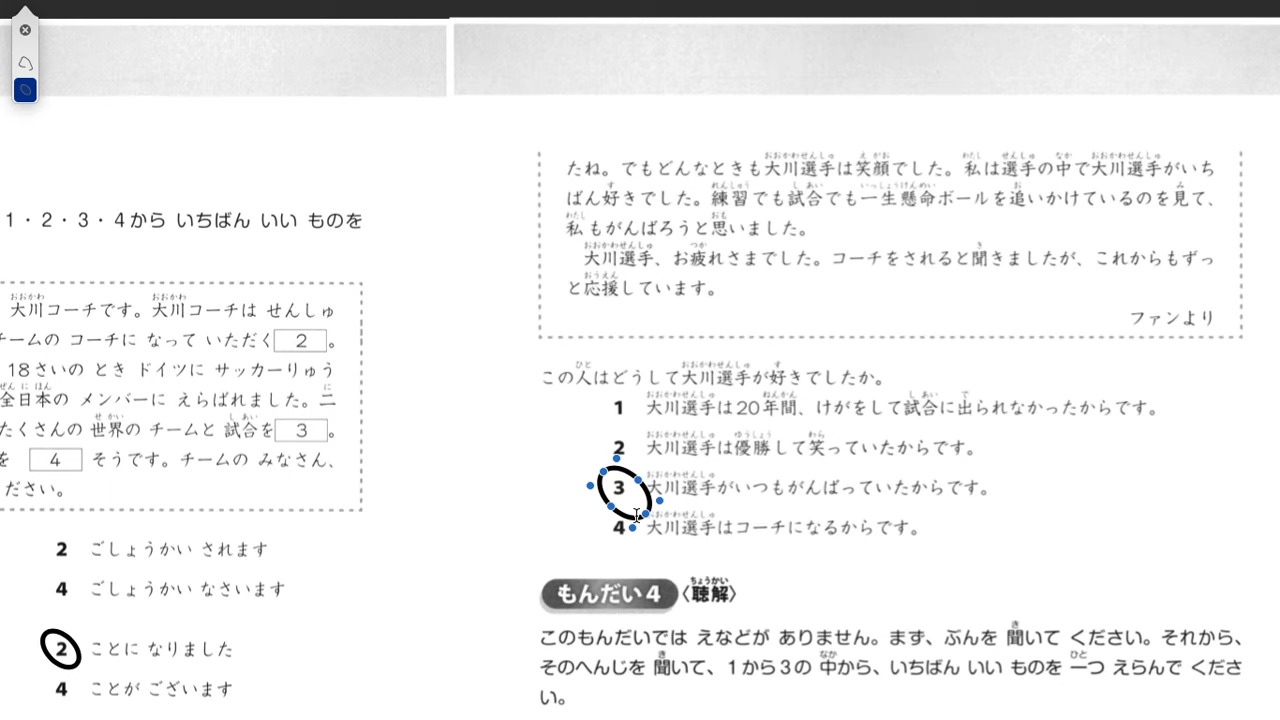 1・2・3・4から いちばん いい ものを
大川コーチです。大川コーチは せんしゅ
チームの コーチに なって いただく 2 。
18さいの とき ドイツに サッカーりゅう
全日本の メンバーに えらばれました。二
たくさんの 世界の チームと 試合を 3 。
を 4 そうです。チームの みなさん、
ださい。
2 ごしょうかい されます
4 ごしょうかい なさいます
2 ことに なりました
4 ことが ございます
たね。でもどんなときも大川選手は笑顔でした。私は選手の中で大川選手がいち
ばん好きでした。練習でも試合でも一生懸命ボールを追いかけているのを見て、
私もがんばろうと思いました。
大川選手、お疲れさまでした。コーチをされると聞きましたが、これからもずっ
と応援しています。
ファンより
この人はどうして大川選手が好きでしたか。
1 大川選手は20年間、けがをして試合に出られなかったからです。
2 大川選手は優勝して笑っていたからです。
3 大川選手がいつもがんばっていたからです。
4 大川選手はコーチになるからです。
もんだい4〈聴解〉
このもんだいでは えなどが ありません。まず、ぶんを 聞いて ください。それから、
そのへんじを 聞いて、1から3の 中から、いちばん いい ものを 一つ えらんで くださ
い。